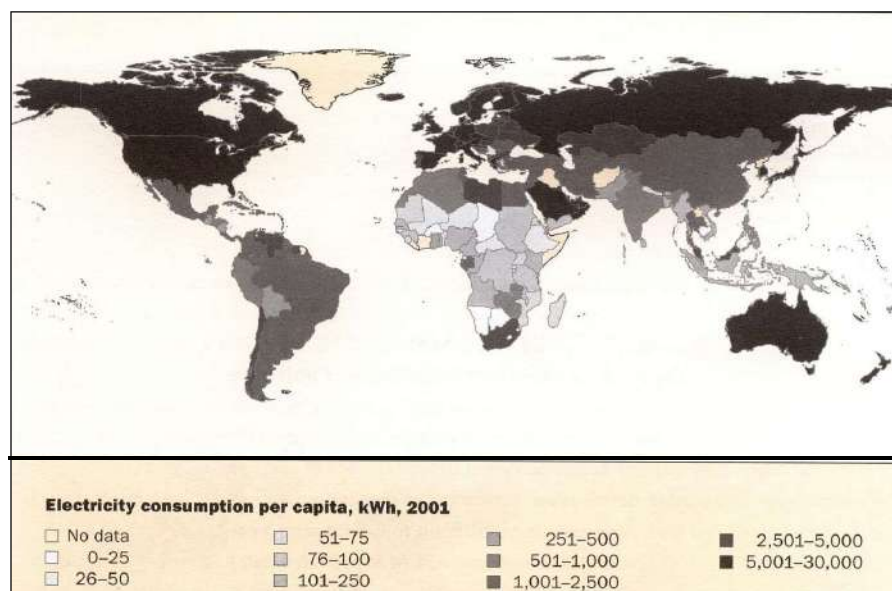 Electricity consumption per capita, kWh, 2001
No data 51–75 251–500 2,501–5,000
0–25 76–100 501–1,000 5,001–30,000
26–50 101–250 1,001–2,500